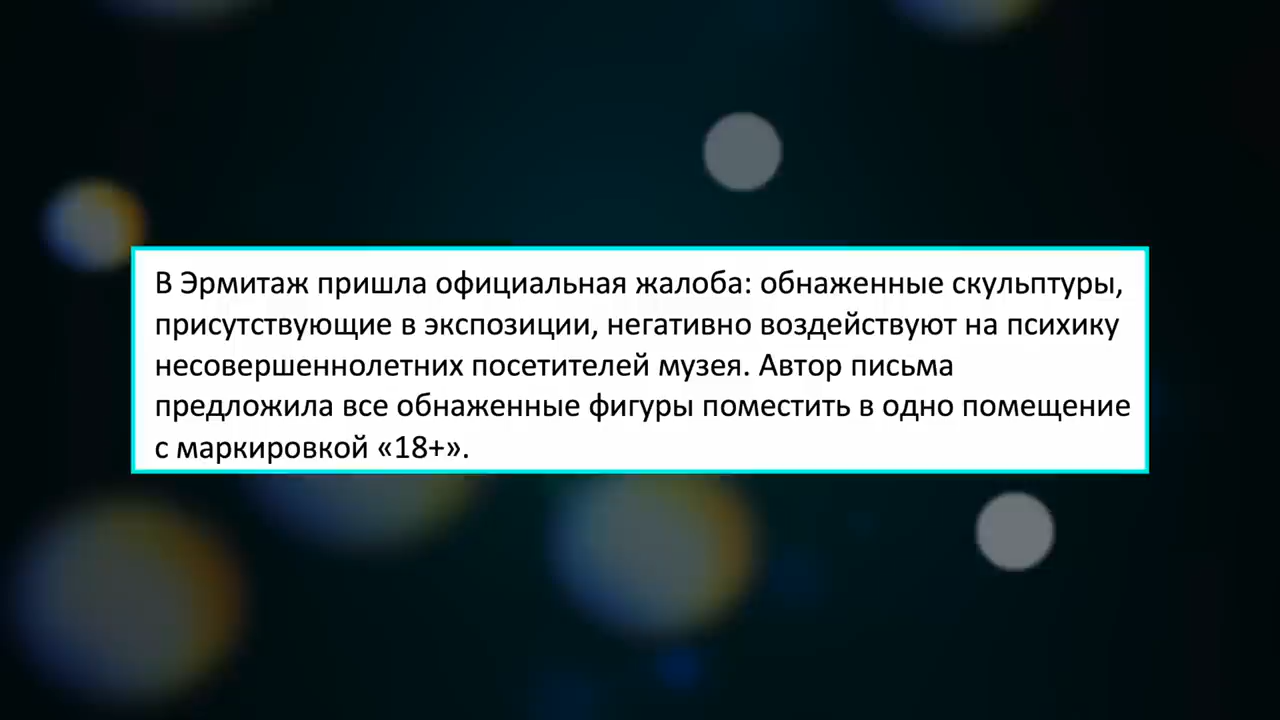 В Эрмитаж пришла официальная жалоба: обнаженные скульптуры,
присутствующие в экспозиции, негативно воздействуют на психику
несовершеннолетних посетителей музея. Автор письма
предложила все обнаженные фигуры поместить в одно помещение
с маркировкой «18+».